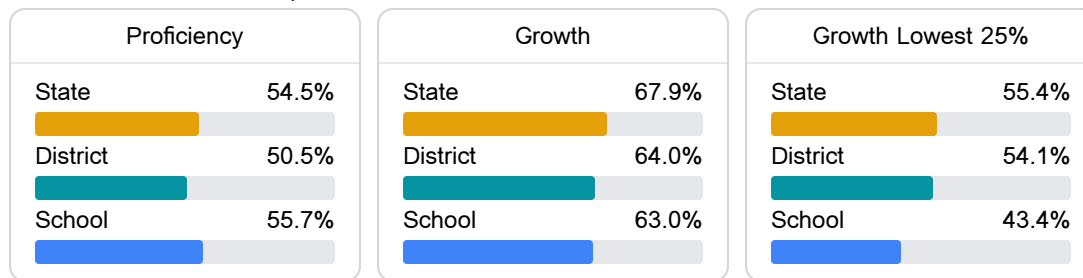 Proficiency
State 54.5%
District 50.5%
School 55.7%
Growth
State 67.9%
District 64.0%
School 63.0%
Growth Lowest 25%
State 55.4%
District 54.1%
School 43.4%